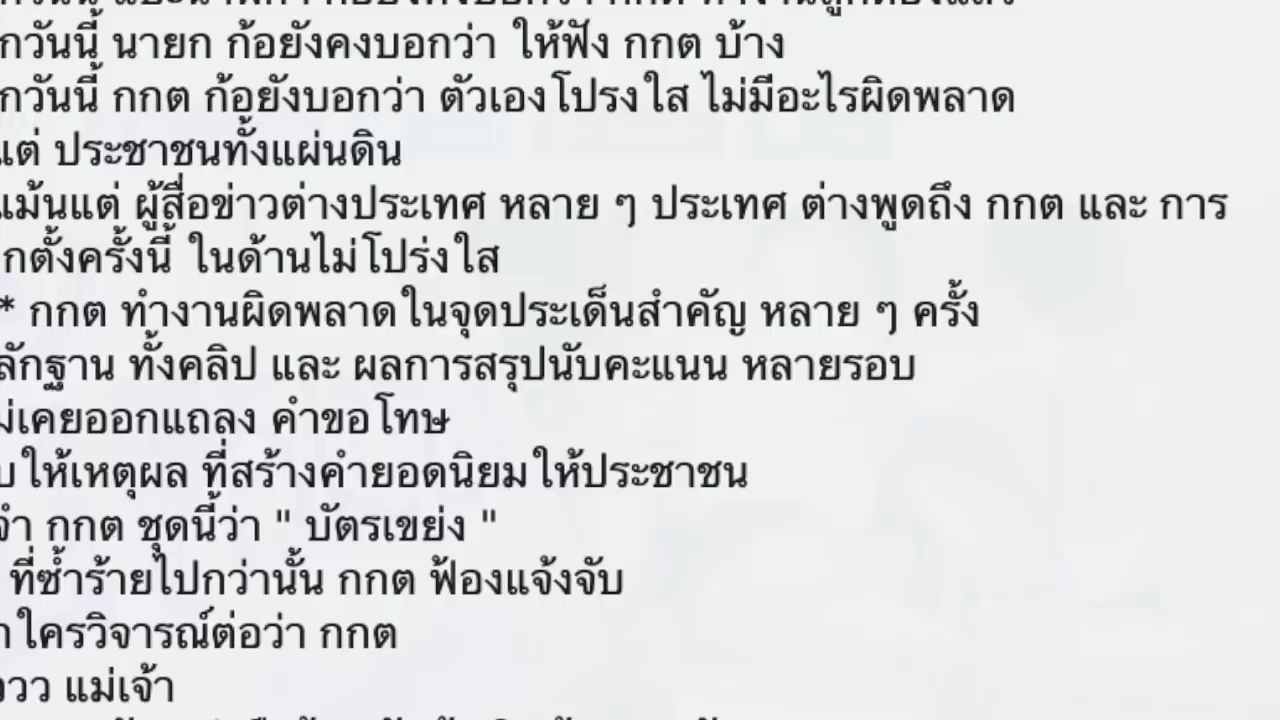 กวันนี้ นายก ก้อยังคงบอกว่า ให้ฟัง กกต บ้าง
กวันนี้ กกต ก้อยังบอกว่า ตัวเองโปรงใส ไม่มีอะไรผิดพลาด
แต่ ประชาชนทั้งแผ่นดิน
แม้นแต่ ผู้สื่อข่าวต่างประเทศ หลาย ๆ ประเทศ ต่างพูดถึง กกต และ การ
กตั้งครั้งนี้ ในด้านไม่โปร่งใส
* กกต ทำงานผิดพลาดในจุดประเด็นสำคัญ หลาย ๆ ครั้ง
ลักฐาน ทั้งคลิป และ ผลการสรุปนับคะแนน หลายรอบ
ม่เคยออกแถลง คำขอโทษ
บให้เหตุผล ที่สร้างคำยอดนิยมให้ประชาชน
จำ กกต ชุดนี้ว่า " บัตรเขย่ง "
ที่ซ้ำร้ายไปกว่านั้น กกต ฟ้องแจ้งจับ
าใครวิจารณ์ต่อว่า กกต
ววว แม่เจ้า